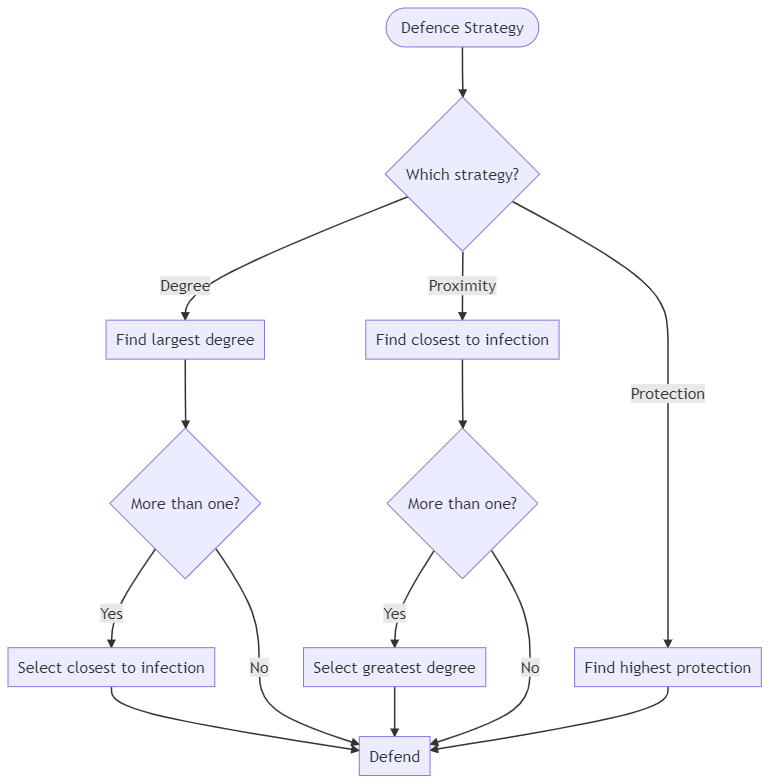 Defence Strategy
Which strategy?
Degree
Proximity
Find largest degree
Find closest to infection
Protection
More than one?
More than one?
Yes
Yes
Select closest to infection
No
Select greatest degree
No
Find highest protection
Defend